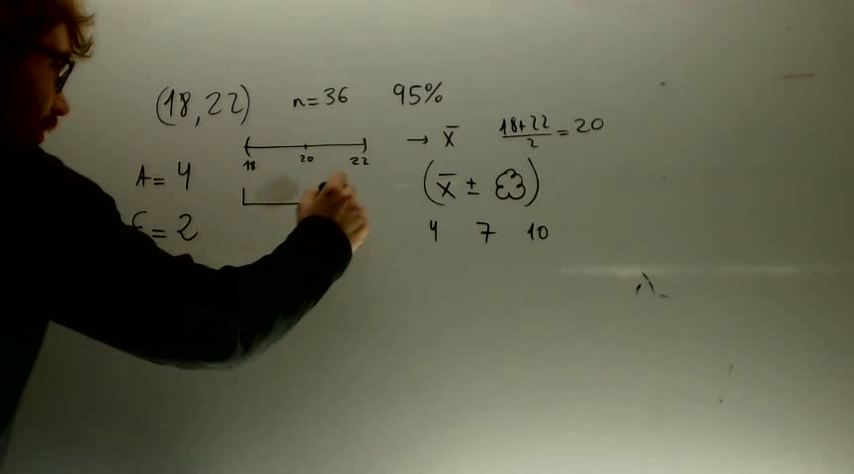 (18,22) n=36 95%
18 20 22 → x̄ 18+22/2 = 20
A = 4 (x̄ ± )
E = 2 4 7 10